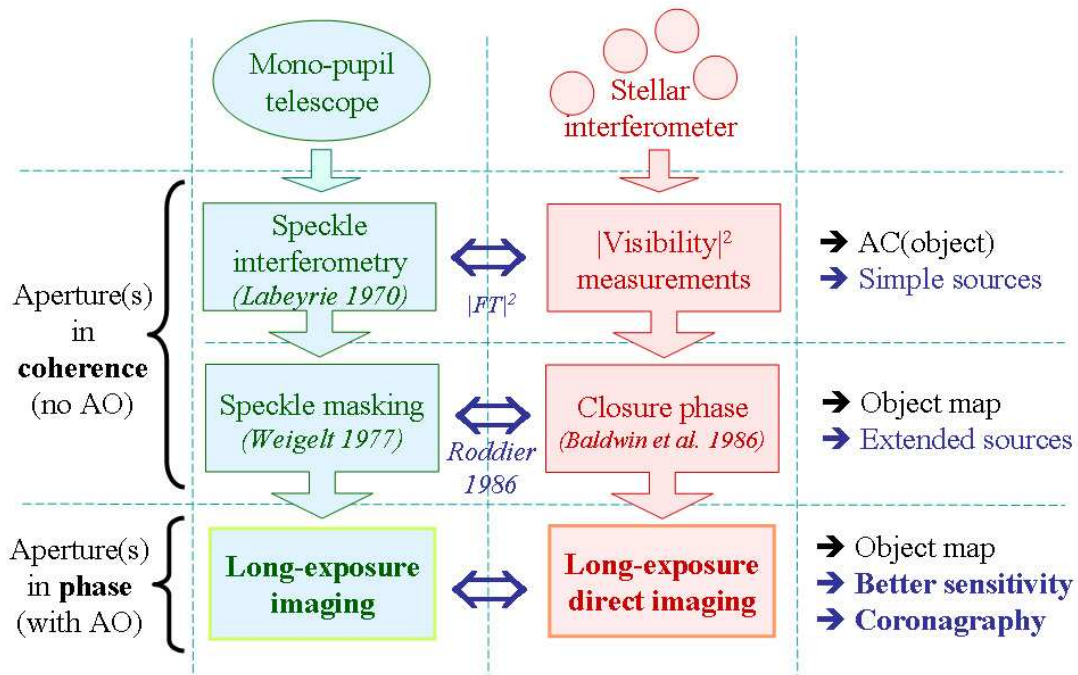 Mono-pupil
telescope
Stellar
interferometer
Aperture(s)
in
coherence
(no AO)
Speckle
interferometry
(Labeyrie 1970)
|FT|²
|Visibility|²
measurements
➔ AC(object)
➔ Simple sources
Speckle masking
(Weigelt 1977)
Roddier
1986
Closure phase
(Baldwin et al. 1986)
➔ Object map
➔ Extended sources
Aperture(s)
in phase
(with AO)
Long-exposure
imaging
Long-exposure
direct imaging
➔ Object map
➔ Better sensitivity
➔ Coronagraphy